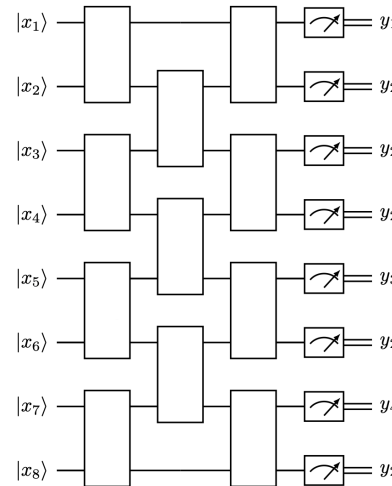 |x₁⟩ y
|x₂⟩ y
|x₃⟩ y
|x₄⟩ y
|x₅⟩ y
|x₆⟩ y
|x₇⟩ y
|x₈⟩ y